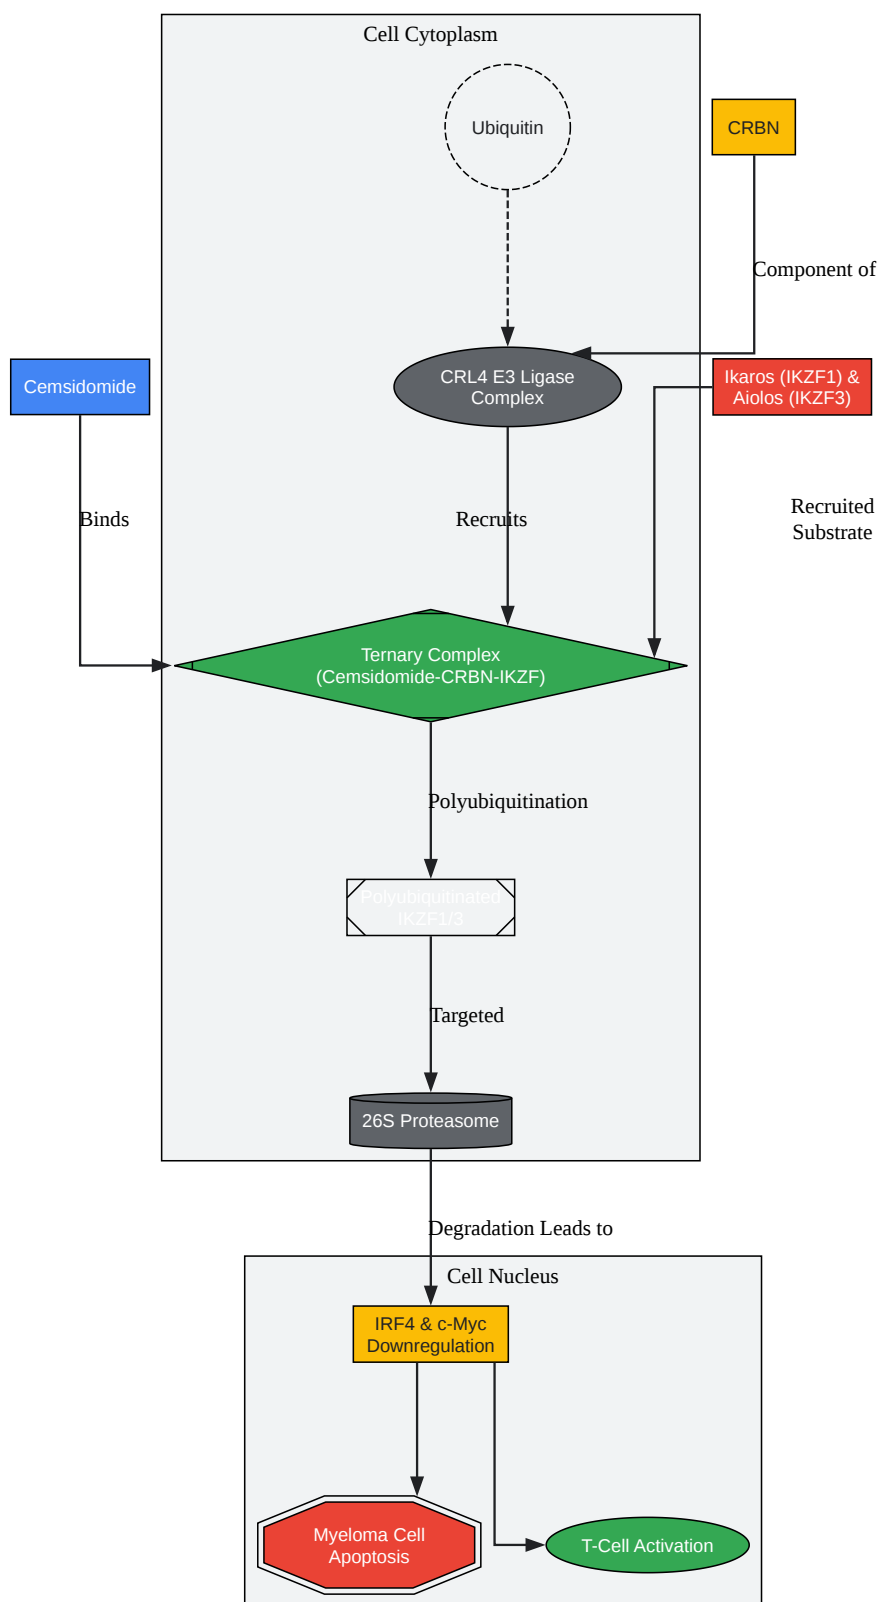 Cell Cytoplasm
Ubiquitin
CRBN
Component of
Cemsidomide
CRL4 E3 Ligase
Complex
Ikaros (IKZF1) &
Aiolos (IKZF3)
Binds
Recruits
Recruited
Substrate
Ternary Complex
(Cemsidomide-CRBN-IKZF)
Polyubiquitination
Polyubiquitinated
IKZF1/3
Targeted
26S Proteasome
Degradation Leads to
Cell Nucleus
IRF4 & c-Myc
Downregulation
Myeloma Cell
Apoptosis
T-Cell Activation